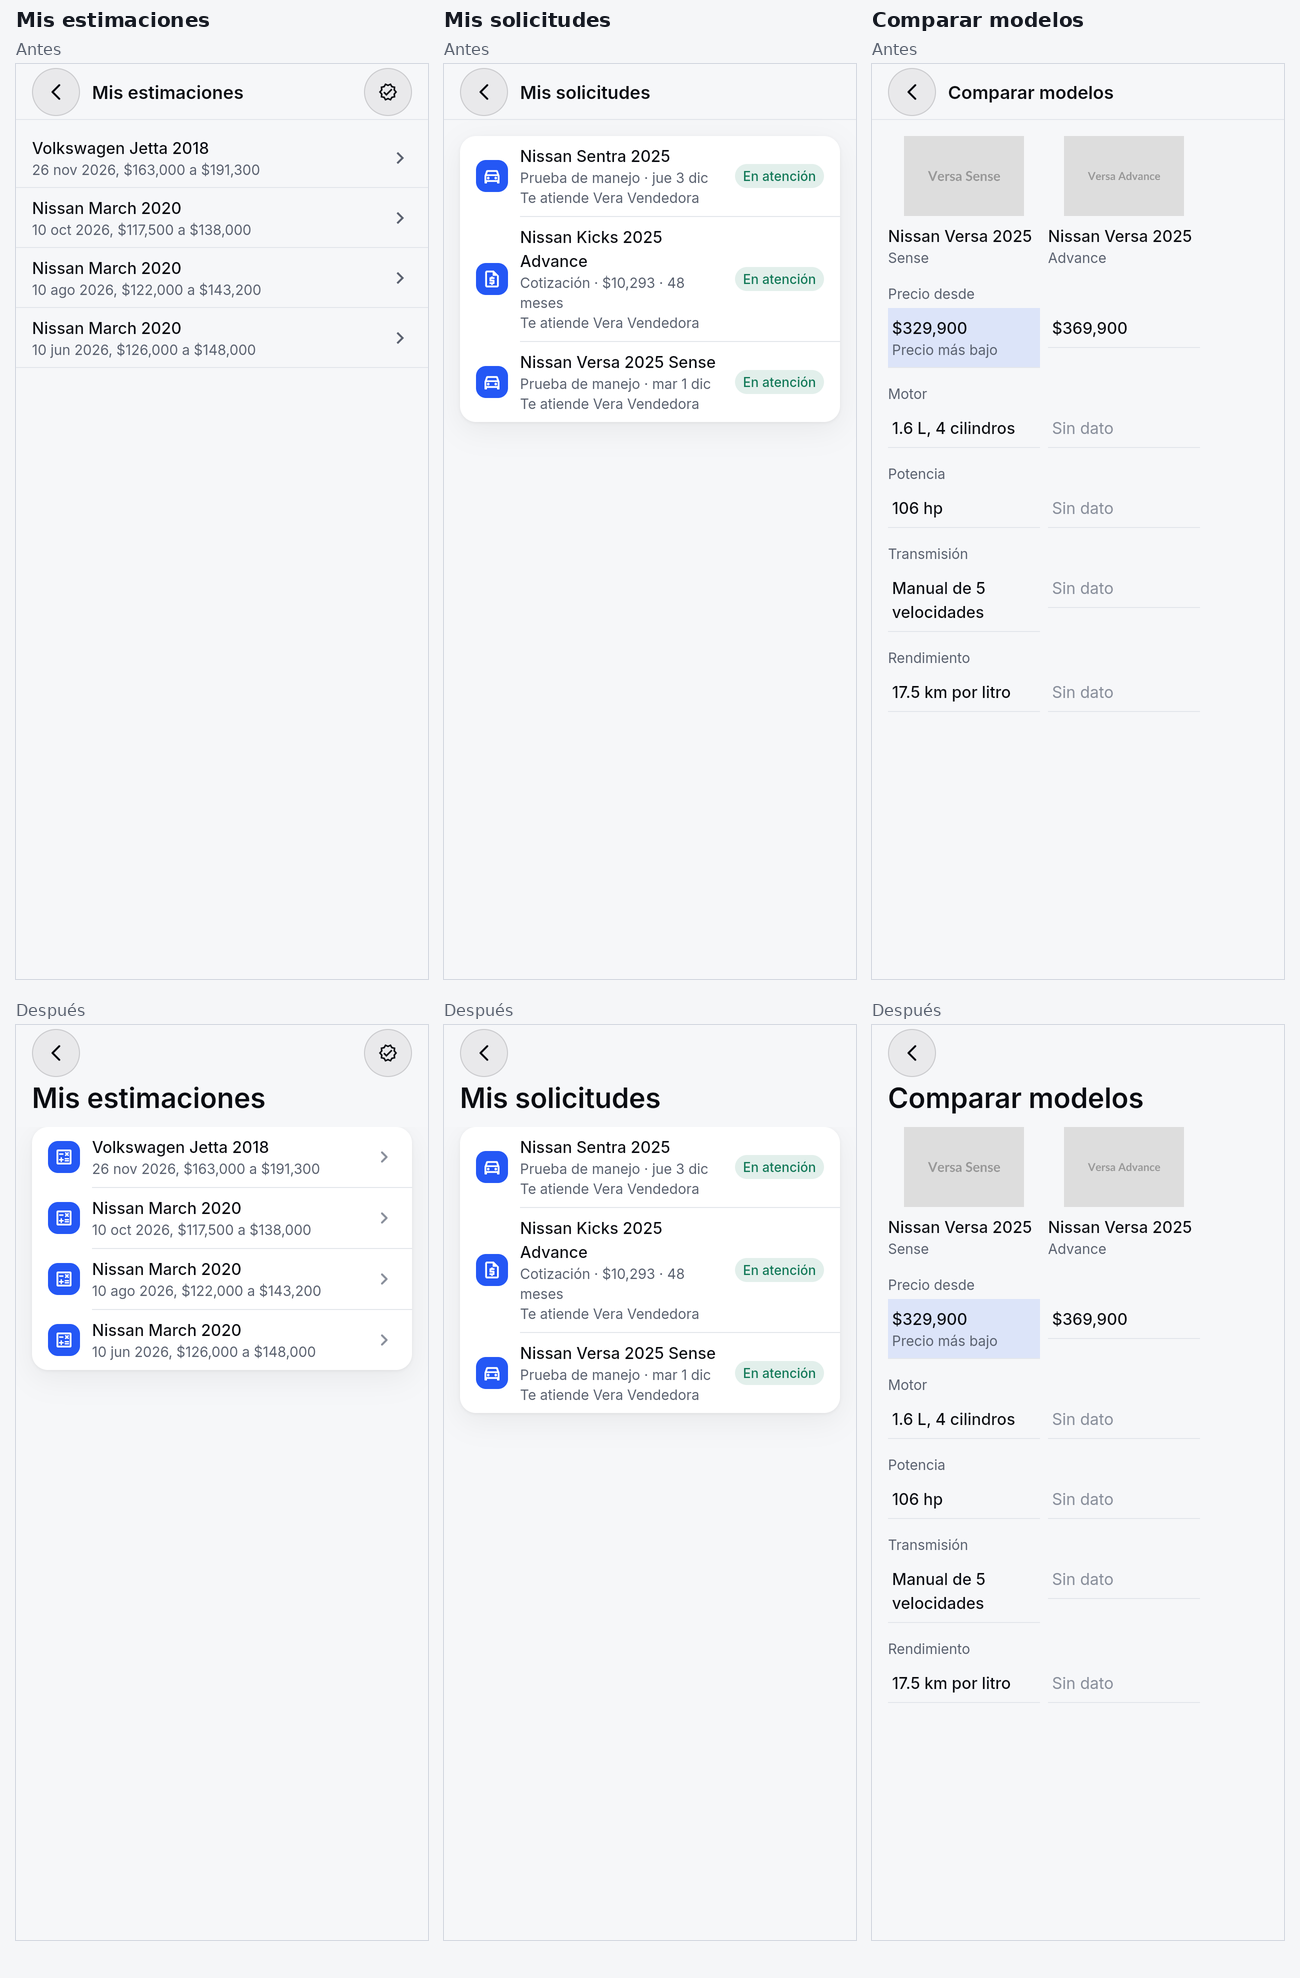 Mis estimaciones
Antes
Mis estimaciones
Volkswagen Jetta 2018
26 nov 2026, $163,000 a $191,300
Nissan March 2020
10 oct 2026, $117,500 a $138,000
Nissan March 2020
10 ago 2026, $122,000 a $143,200
Nissan March 2020
10 jun 2026, $126,000 a $148,000
Mis solicitudes
Antes
Mis solicitudes
Nissan Sentra 2025
Prueba de manejo · jue 3 dic
Te atiende Vera Vendedora
En atención
Nissan Kicks 2025
Advance
Cotización · $10,293 · 48
meses
Te atiende Vera Vendedora
En atención
Nissan Versa 2025 Sense
Prueba de manejo · mar 1 dic
Te atiende Vera Vendedora
En atención
Comparar modelos
Antes
Comparar modelos
Versa Sense
Versa Advance
Nissan Versa 2025
Sense
Nissan Versa 2025
Advance
Precio desde
$329,900
Precio más bajo
$369,900
Motor
1.6 L, 4 cilindros
Sin dato
Potencia
106 hp
Sin dato
Transmisión
Manual de 5
velocidades
Sin dato
Rendimiento
17.5 km por litro
Sin dato
Después
Mis estimaciones
Volkswagen Jetta 2018
26 nov 2026, $163,000 a $191,300
Nissan March 2020
10 oct 2026, $117,500 a $138,000
Nissan March 2020
10 ago 2026, $122,000 a $143,200
Nissan March 2020
10 jun 2026, $126,000 a $148,000
Después
Mis solicitudes
Nissan Sentra 2025
Prueba de manejo · jue 3 dic
Te atiende Vera Vendedora
En atención
Nissan Kicks 2025
Advance
Cotización · $10,293 · 48
meses
Te atiende Vera Vendedora
En atención
Nissan Versa 2025 Sense
Prueba de manejo · mar 1 dic
Te atiende Vera Vendedora
En atención
Después
Comparar modelos
Versa Sense
Versa Advance
Nissan Versa 2025
Sense
Nissan Versa 2025
Advance
Precio desde
$329,900
Precio más bajo
$369,900
Motor
1.6 L, 4 cilindros
Sin dato
Potencia
106 hp
Sin dato
Transmisión
Manual de 5
velocidades
Sin dato
Rendimiento
17.5 km por litro
Sin dato